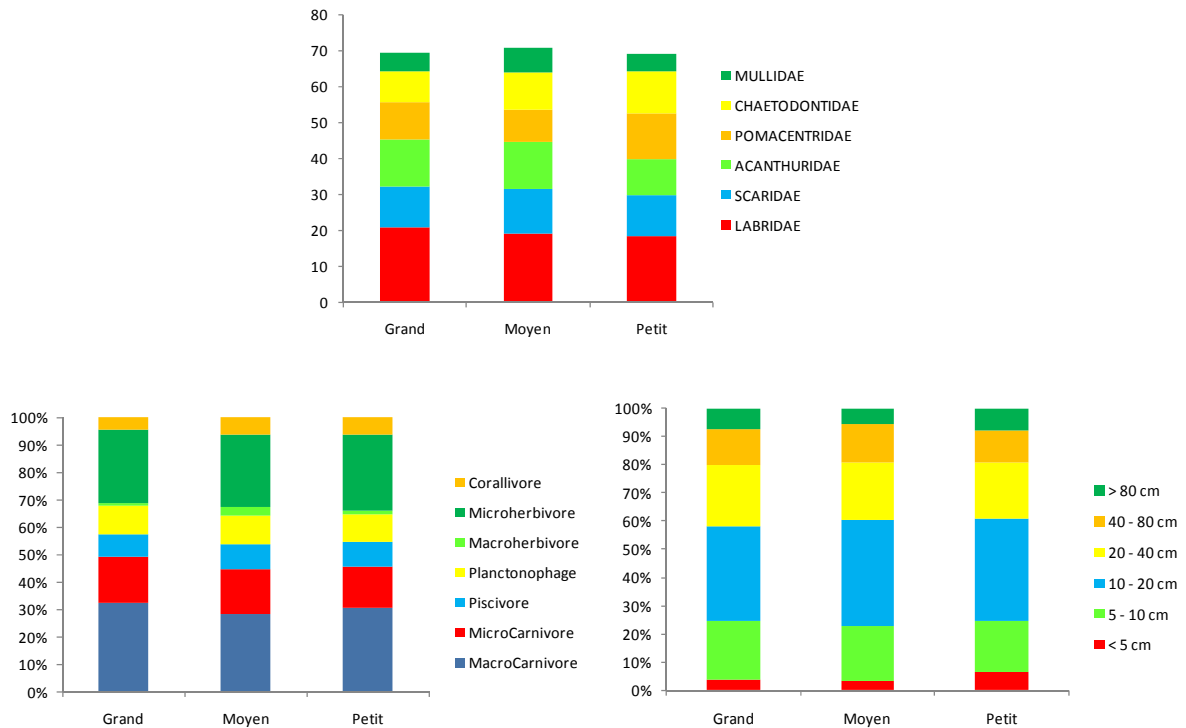 80
70
60
50
40
30
20
10
0
Grand Moyen Petit
MULLIDAE
CHAETODONTIDAE
POMACENTRIDAE
ACANTHURIDAE
SCARIDAE
LABRIDAE
100%
90%
80%
70%
60%
50%
40%
30%
20%
10%
0%
Grand Moyen Petit
Corallivore
Microherbivore
Macroherbivore
Planctonophage
Piscivore
MicroCarnivore
MacroCarnivore
100%
90%
80%
70%
60%
50%
40%
30%
20%
10%
0%
Grand Moyen Petit
> 80 cm
40 - 80 cm
20 - 40 cm
10 - 20 cm
5 - 10 cm
< 5 cm